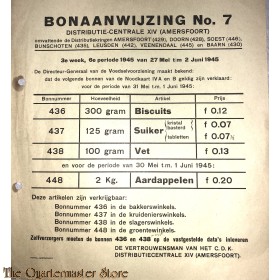 BONAANWIJZING No. 7
DISTRIBUTIE-CENTRALE XIV (AMERSFOORT)
omvattende de Distributiekringen AMERSFOORT (429), DOORN (428), SOEST (446),
BUNSCHOTEN (435), LEUSDEN (442), VEENENDAAL (445) en BAARN (430)
3e week, 6e periode 1945 van 27 Mei t/m 2 Juni 1945
De Directeur-Generaal van de Voedselvoorziening maakt bekend,
dat de volgende bonnen van de Noodkaart IVA en B geldig zijn verklaard:
voor de periode van 31 Mei t/m 1 Juni 1945:
Bonnummer Hoeveelheid Artikel Prijs
436 300 gram Biscuits f 0.12
437 125 gram Suiker kristal basterd tabletten f 0.07 f 0.07½
438 100 gram Vet f 0.13
en voor de periode van 30 Mei t/m 1 Juni 1945:
448 2 Kg. Aardappelen f 0.20
Deze artikelen zijn verkrijgbaar:
Bonnummer 436 in de bakkerswinkels.
Bonnummer 437 in de kruidenierswinkels.
Bonnummer 438 in de slagerswinkels.
Bonnummer 448 in de groentewinkels.
Zelfverzorgers moeten de bonnen 436 en 438 op de vastgestelde data's inleveren
DE VERTROUWENSMAN VAN HET C.D.K.
DISTRIBUTIECENTRALE XIV (AMERSFOORT)
The Quartermaster Store